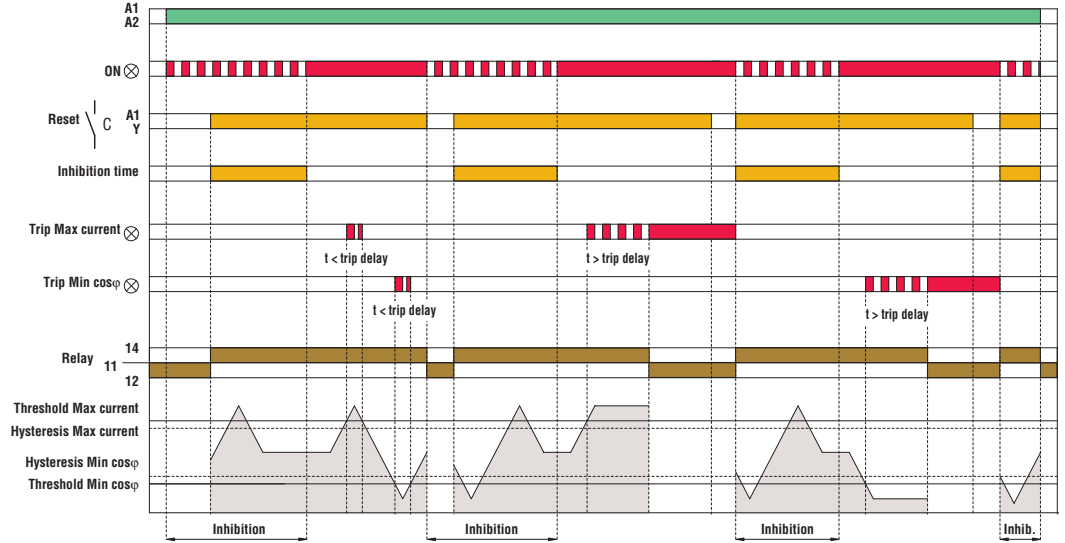 A1
A2
ON
Reset C A1
Y
Inhibition time
Trip Max current
t < trip delay t > trip delay
Trip Min cosφ
t < trip delay t > trip delay
14
Relay 11
12
Threshold Max current
Hysteresis Max current
Hysteresis Min cosφ
Threshold Min cosφ
Inhibition Inhibition Inhibition Inhib.